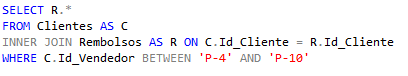 SELECT R.*
FROM Clientes AS C
INNER JOIN Rembolsos AS R ON C.Id_Cliente = R.Id_Cliente
WHERE C.Id_Vendedor BETWEEN 'P-4' AND 'P-10'